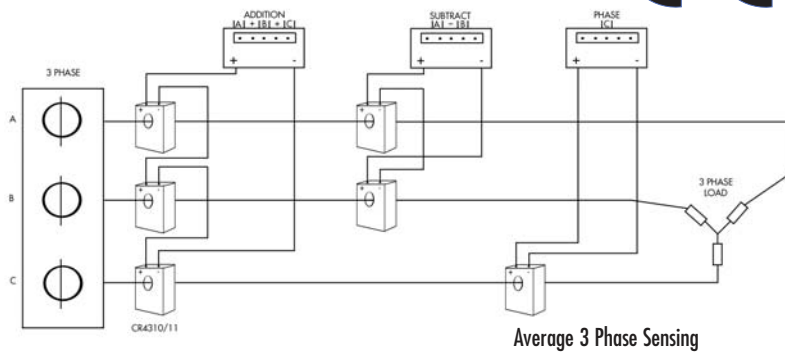 ADDITION
|A| + |B| + |C|
+ -
SUBTRACT
|A| - |B|
+ -
PHASE
|C|
+ -
3 PHASE
A
+ -
+ -
B
+ -
+ -
3 PHASE
LOAD
C
+ -
+ -
CR4310/11
Average 3 Phase Sensing